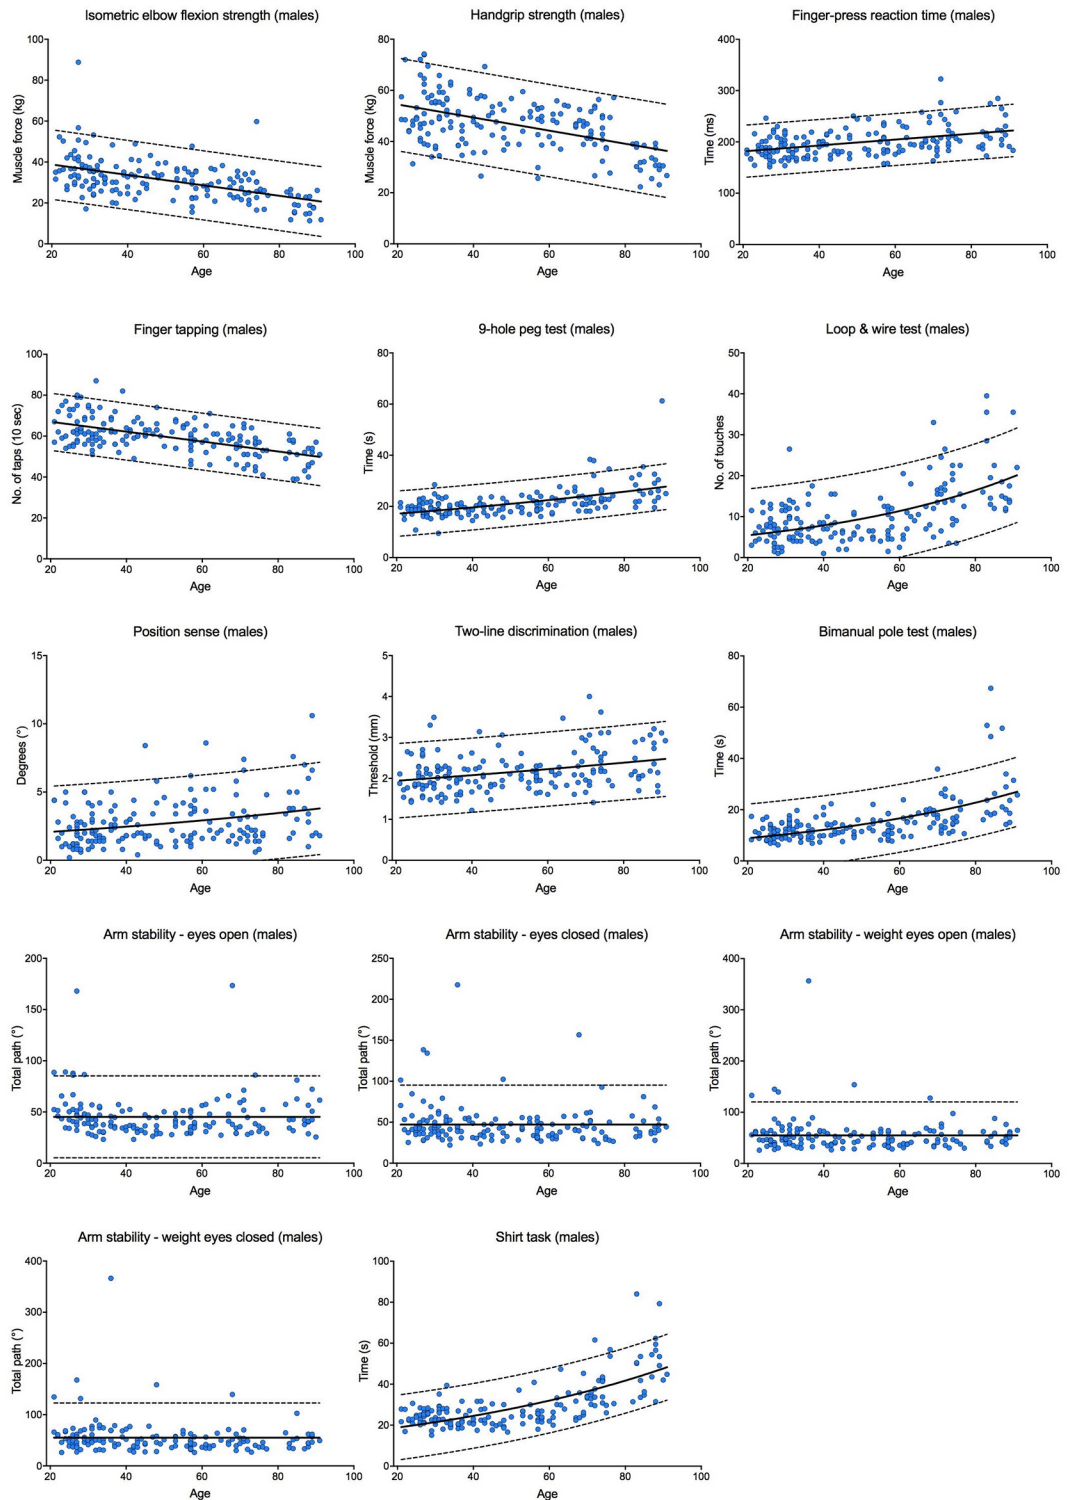 Isometric elbow flexion strength (males)
Handgrip strength (males)
Finger-press reaction time (males)
Muscle force (kg)
100
80
60
40
20
0
20 40 60 80 100
Age
Muscle force (kg)
80
60
40
20
0
20 40 60 80 100
Age
Time (ms)
400
300
200
100
0
20 40 60 80 100
Age
Finger tapping (males)
9-hole peg test (males)
Loop & wire test (males)
No. of taps (10 sec)
100
80
60
40
20
0
20 40 60 80 100
Age
Time (s)
80
60
40
20
0
20 40 60 80 100
Age
No. of touches
50
40
30
20
10
0
20 40 60 80 100
Age
Position sense (males)
Two-line discrimination (males)
Bimanual pole test (males)
Degrees (°)
15
10
5
0
20 40 60 80 100
Age
Threshold (mm)
5
4
3
2
1
0
20 40 60 80 100
Age
Time (s)
80
60
40
20
0
20 40 60 80 100
Age
Arm stability - eyes open (males)
Arm stability - eyes closed (males)
Arm stability - weight eyes open (males)
Total path (°)
200
150
100
50
0
20 40 60 80 100
Age
Total path (°)
250
200
150
100
50
0
20 40 60 80 100
Age
Total path (°)
400
300
200
100
0
20 40 60 80 100
Age
Arm stability - weight eyes closed (males)
Shirt task (males)
Total path (°)
400
300
200
100
0
20 40 60 80 100
Age
Time (s)
100
80
60
40
20
0
20 40 60 80 100
Age